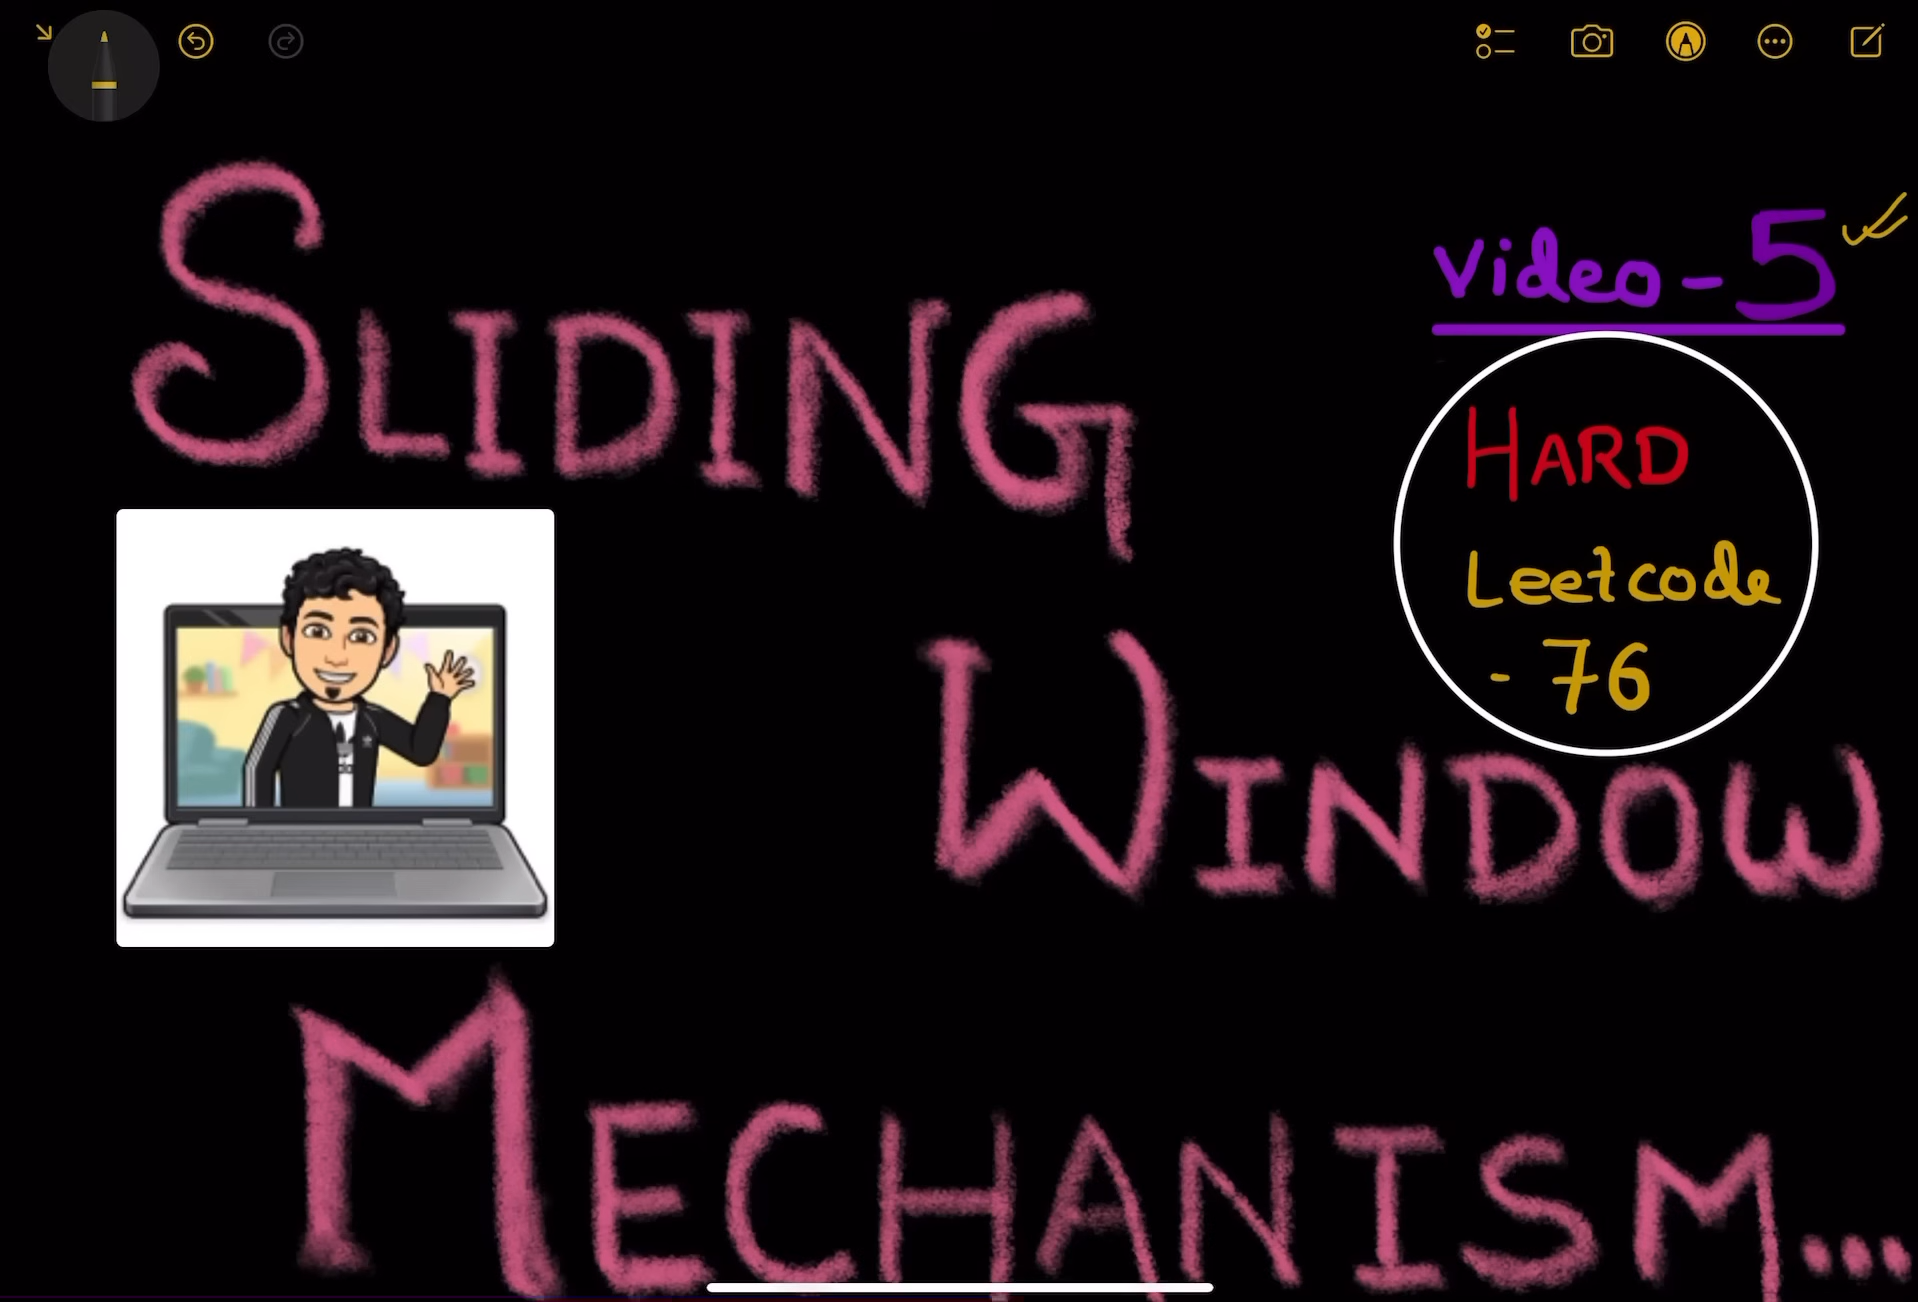 SLIDING
Video - 5
HARD
Leetcode
- 76
WINDOW
MECHANISM...